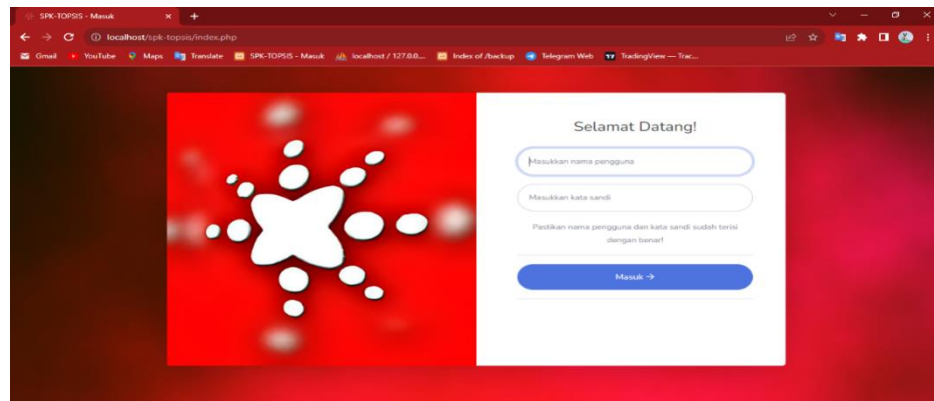 SPK-TOPSIS - Masuk
localhost/spk-topsis/index.php
Gmail YouTube Maps Translate SPK-TOPSIS - Masuk localhost / 127.0.0.... Index of /backup Telegram Web TradingView — Trac...
Selamat Datang!
Masukkan nama pengguna
Masukkan kata sandi
Pastikan nama pengguna dan kata sandi sudah terisi
dengan benar!
Masuk →